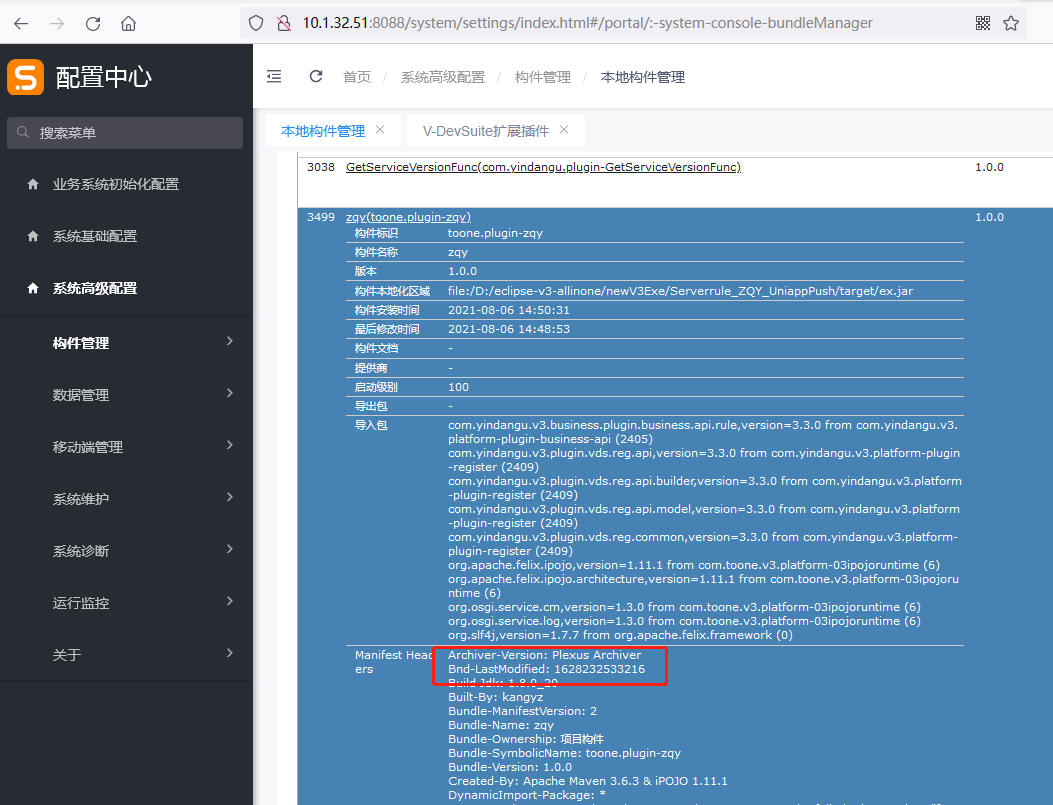 10.1.32.51:8088/system/settings/index.html#/portal/:-system-console-bundleManager
S 配置中心
搜索菜单
业务系统初始化配置
系统基础配置
系统高级配置
构件管理
数据管理
移动端管理
系统维护
系统诊断
运行监控
关于
首页 / 系统高级配置 / 构件管理 / 本地构件管理
本地构件管理 × V-DevSuite扩展插件 ×
3038 GetServiceVersionFunc(com.yindangu.plugin-GetServiceVersionFunc) 1.0.0
3499 zqy(toone.plugin-zqy) 1.0.0
构件标识 toone.plugin-zqy
构件名称 zqy
版本 1.0.0
构件本地化区域 file:/D:/eclipse-v3-allinone/newV3Exe/Serverrule_ZQY_UniappPush/target/ex.jar
构件安装时间 2021-08-06 14:50:31
最后修改时间 2021-08-06 14:48:53
构件文档 -
提供商 -
启动级别 100
导出包 -
导入包 com.yindangu.v3.business.plugin.business.api.rule,version=3.3.0 from com.yindangu.v3.
platform-plugin-business-api (2405)
com.yindangu.v3.plugin.vds.reg.api,version=3.3.0 from com.yindangu.v3.platform-plugin
-register (2409)
com.yindangu.v3.plugin.vds.reg.api.builder,version=3.3.0 from com.yindangu.v3.platform
-plugin-register (2409)
com.yindangu.v3.plugin.vds.reg.api.model,version=3.3.0 from com.yindangu.v3.platform
-plugin-register (2409)
com.yindangu.v3.plugin.vds.reg.common,version=3.3.0 from com.yindangu.v3.platform-
plugin-register (2409)
org.apache.felix.ipojo,version=1.11.1 from com.toone.v3.platform-03ipojoruntime (6)
org.apache.felix.ipojo.architecture,version=1.11.1 from com.toone.v3.platform-03ipojoru
ntime (6)
org.osgi.service.cm,version=1.3.0 from com.toone.v3.platform-03ipojoruntime (6)
org.osgi.service.log,version=1.3.0 from com.toone.v3.platform-03ipojoruntime (6)
org.slf4j,version=1.7.7 from org.apache.felix.framework (0)
Manifest Head Archiver-Version: Plexus Archiver
ers Bnd-LastModified: 1628232533216
Build-Jdk: 1.8.0_20
Built-By: kangyz
Bundle-ManifestVersion: 2
Bundle-Name: zqy
Bundle-Ownership: 项目构件
Bundle-SymbolicName: toone.plugin-zqy
Bundle-Version: 1.0.0
Created-By: Apache Maven 3.6.3 & iPOJO 1.11.1
DynamicImport-Package: *